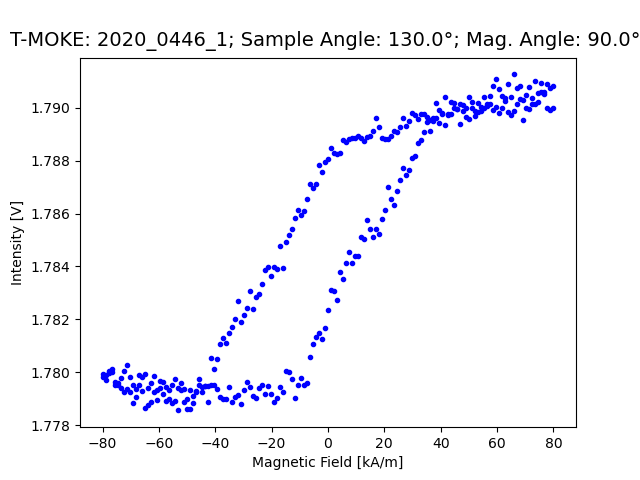 T-MOKE: 2020_0446_1; Sample Angle: 130.0°; Mag. Angle: 90.0°
1.790
1.788
1.786
1.784
1.782
1.780
1.778
Intensity [V]
−80 −60 −40 −20 0 20 40 60 80
Magnetic Field [kA/m]